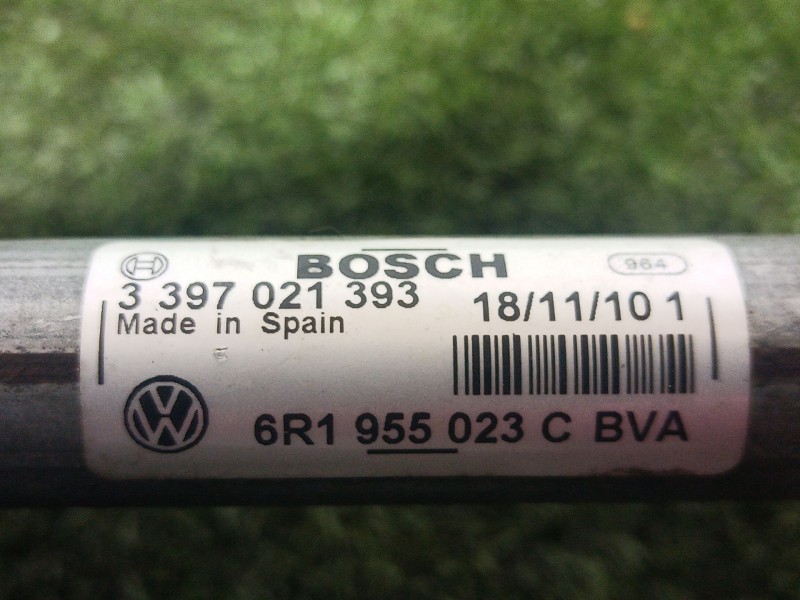 BOSCH
964
3 397 021 393
18/11/10 1
Made in Spain
6R1 955 023 C BVA